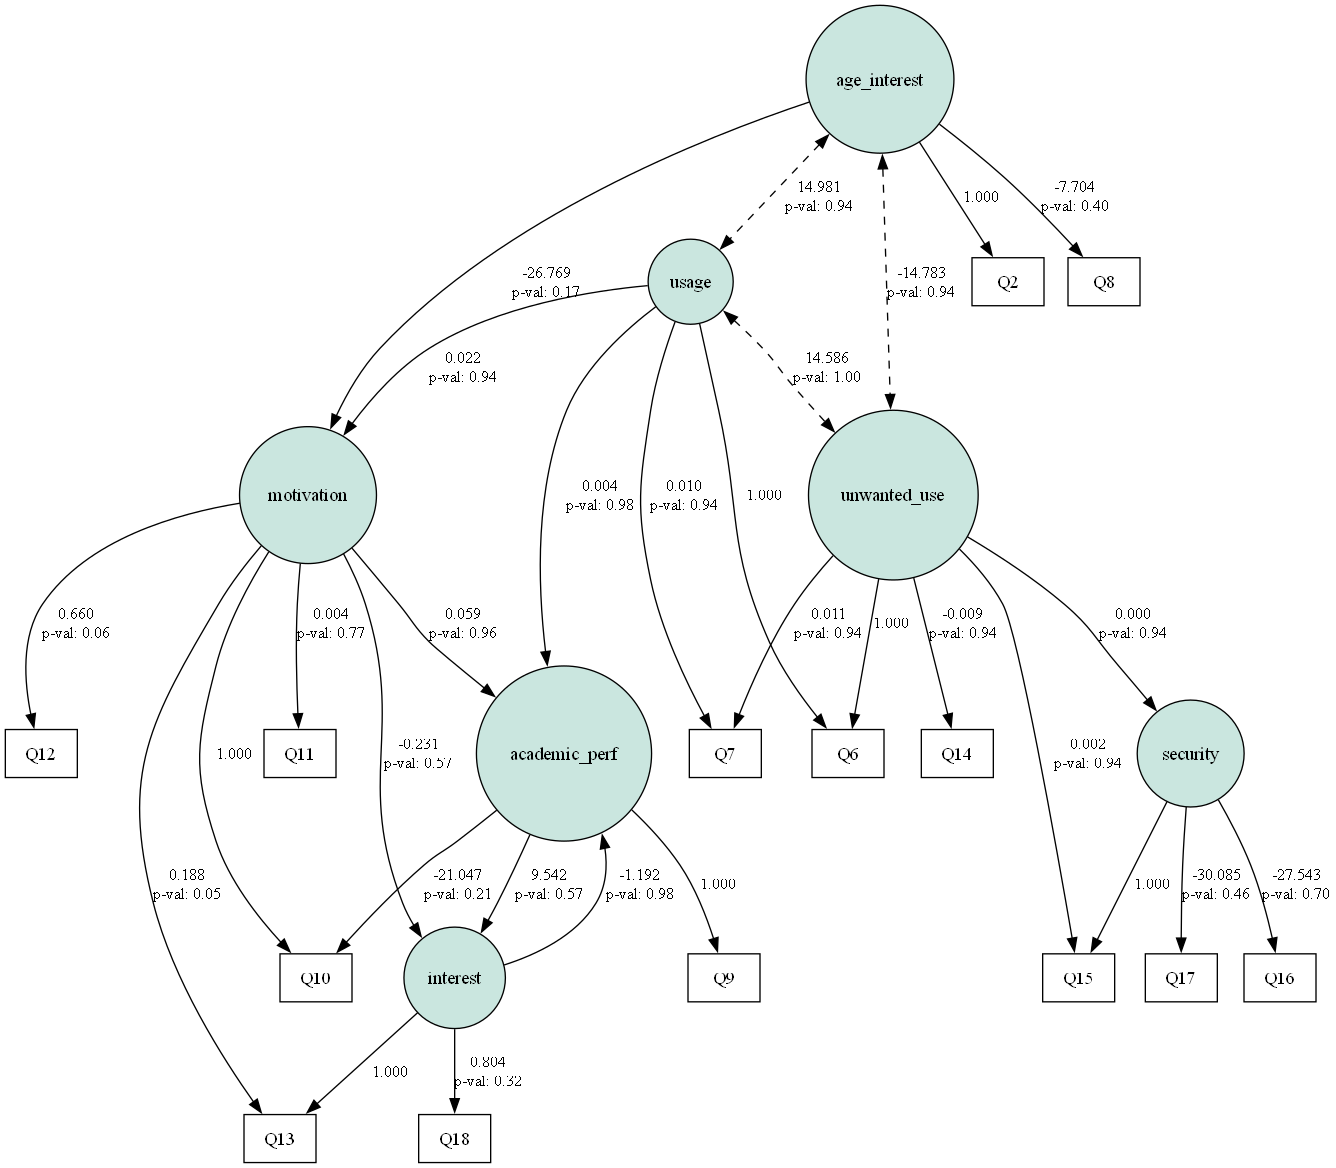 age_interest
14.981
p-val: 0.94
1.000
-7.704
p-val: 0.40
usage
Q2
Q8
-26.769
p-val: 0.17
-14.783
p-val: 0.94
0.022
p-val: 0.94
14.586
p-val: 1.00
motivation
0.004
p-val: 0.98
0.010
p-val: 0.94
1.000
unwanted_use
0.660
p-val: 0.06
0.004
p-val: 0.77
0.059
p-val: 0.96
0.011
p-val: 0.94
1.000
-0.009
p-val: 0.94
0.000
p-val: 0.94
Q12
1.000
Q11
-0.231
p-val: 0.57
academic_perf
Q7
Q6
Q14
0.002
p-val: 0.94
security
0.188
p-val: 0.05
-21.047
p-val: 0.21
9.542
p-val: 0.57
-1.192
p-val: 0.98
1.000
1.000
-30.085
p-val: 0.46
-27.543
p-val: 0.70
Q10
interest
Q9
Q15
Q17
Q16
1.000
0.804
p-val: 0.32
Q13
Q18